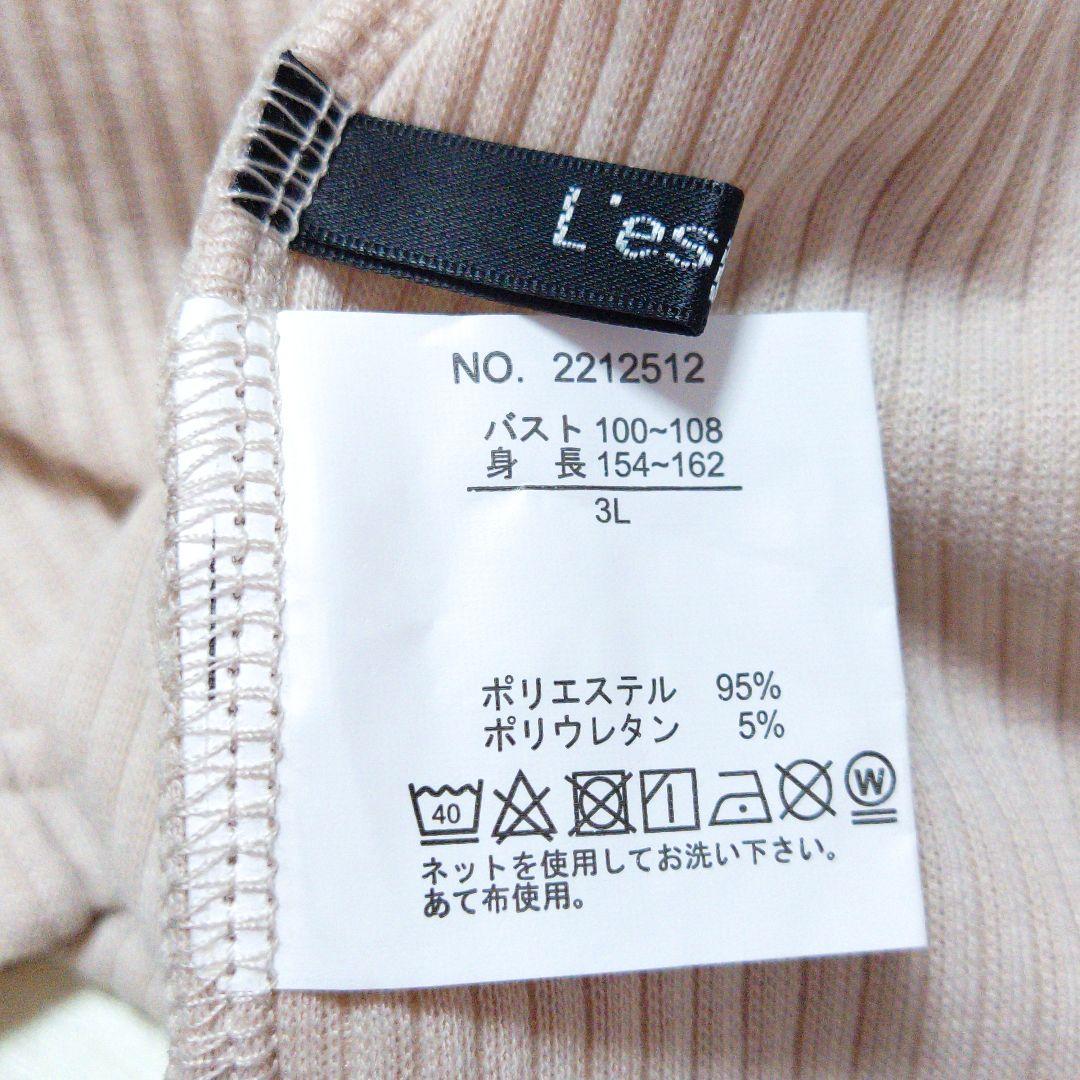 L'es
NO. 2212512
バスト 100~108
身 長 154~162
3L
ポリエステル 95%
ポリウレタン 5%
40
W
ネットを使用してお洗い下さい。
あて布使用。